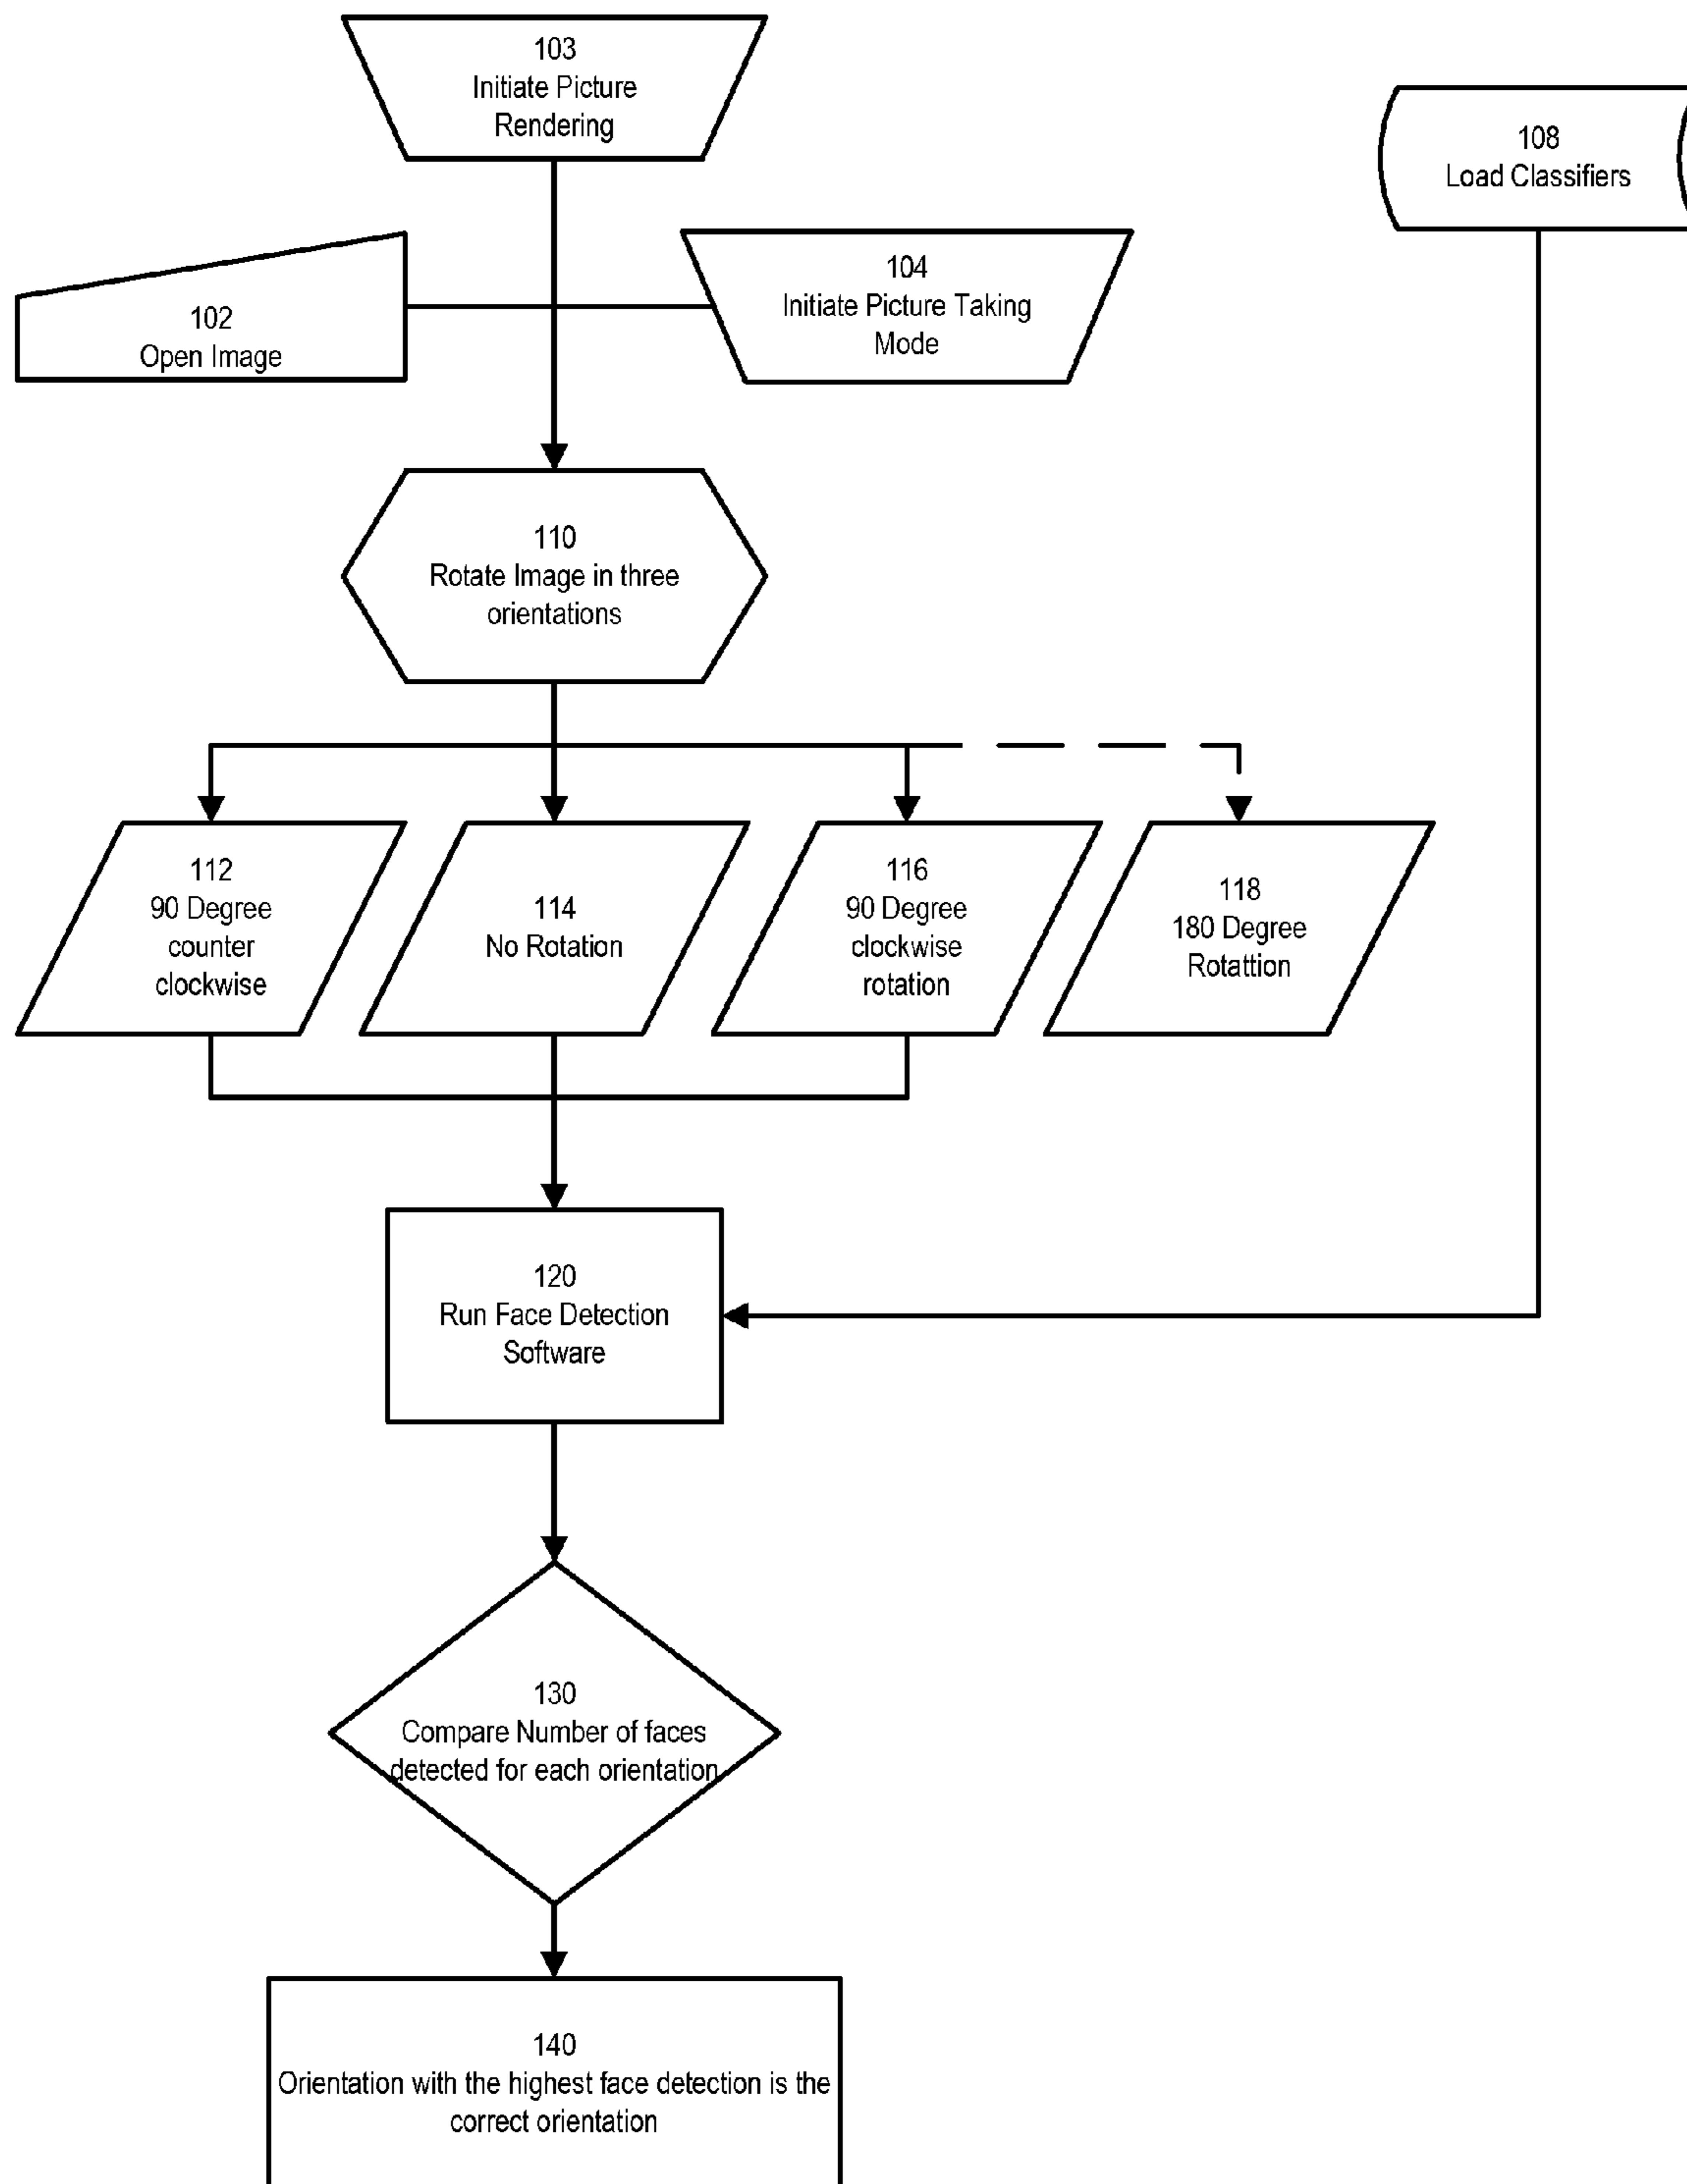 103
Initiate Picture
Rendering
108
Load Classifiers
102
Open Image
104
Initiate Picture Taking
Mode
110
Rotate Image in three
orientations
112
90 Degree
counter
clockwise
114
No Rotation
116
90 Degree
clockwise
rotation
118
180 Degree
Rotattion
120
Run Face Detection
Software
130
Compare Number of faces
detected for each orientation
140
Orientation with the highest face detection is the
correct orientation